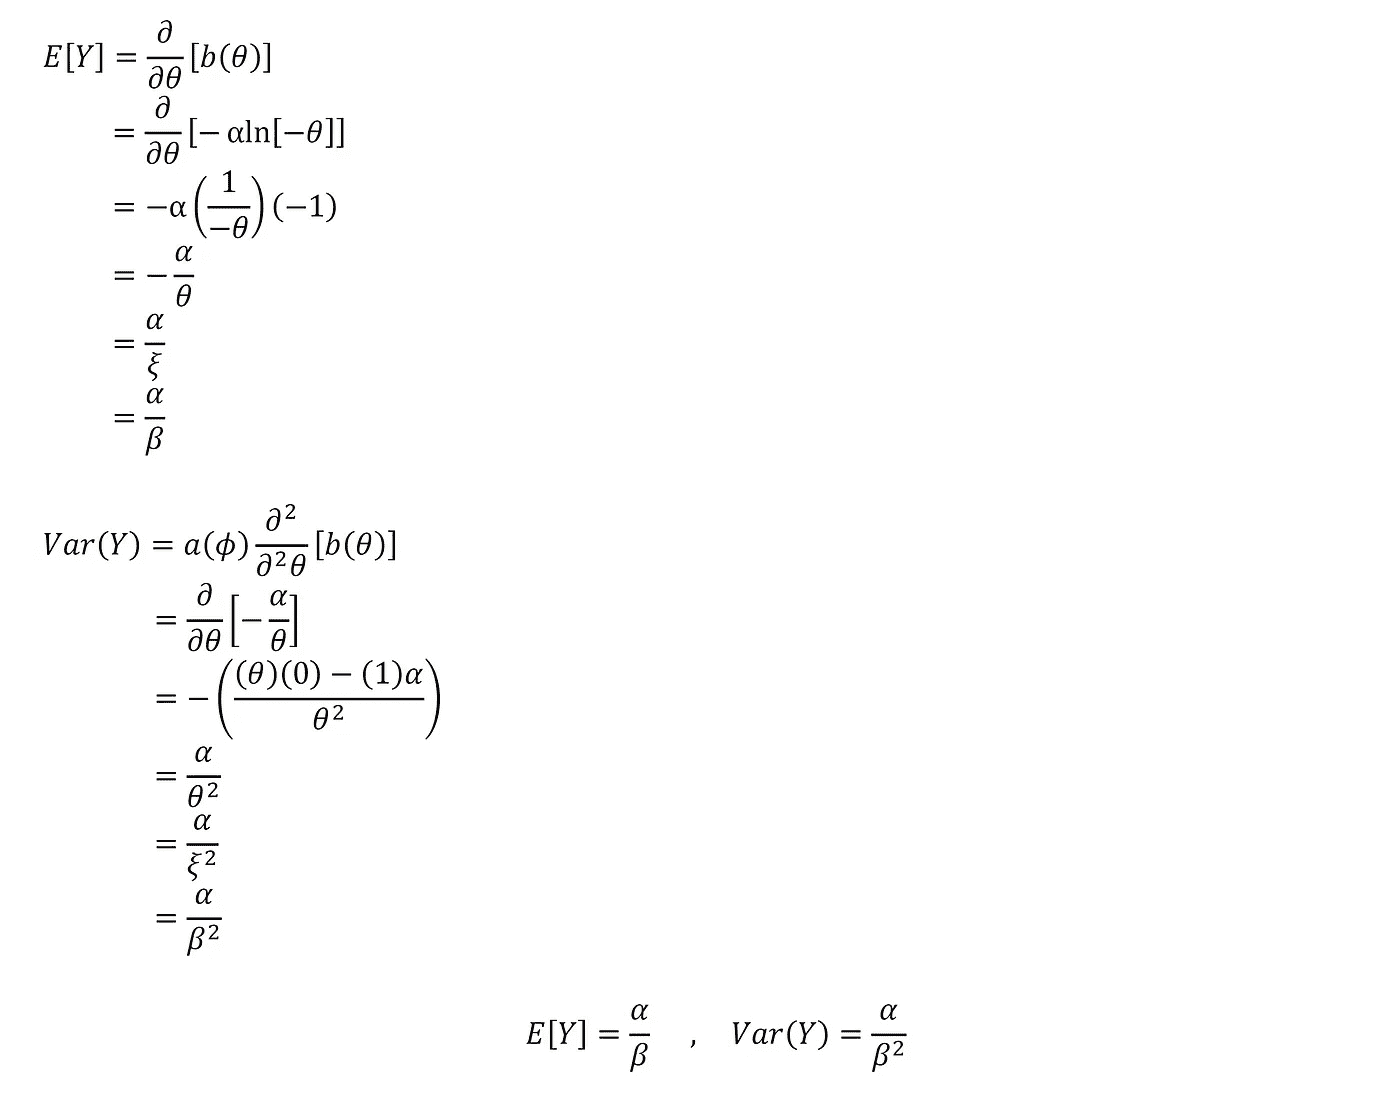 E[Y] = ∂/∂θ [b(θ)]
= ∂/∂θ [− αln[−θ]]
= −α (1/−θ) (−1)
= − α/θ
= α/ξ
= α/β
Var(Y) = a(ϕ) ∂²/∂²θ [b(θ)]
= ∂/∂θ [− α/θ]
= − ((θ)(0) − (1)α / θ²)
= α/θ²
= α/ξ²
= α/β²
E[Y] = α/β , Var(Y) = α/β²